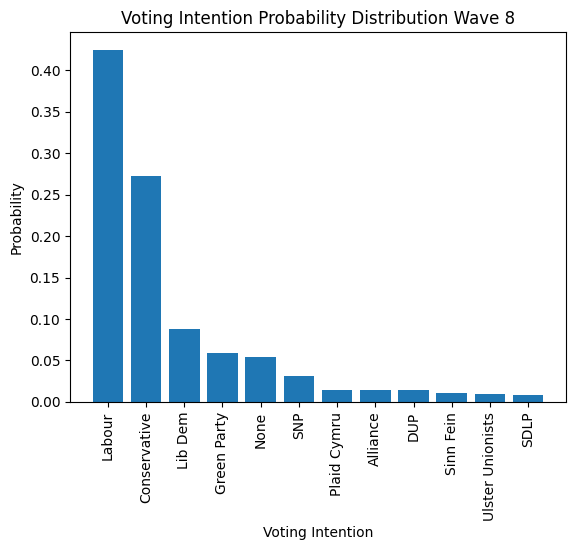 Voting Intention Probability Distribution Wave 8
Probability
0.40
0.35
0.30
0.25
0.20
0.15
0.10
0.05
0.00
Labour
Conservative
Lib Dem
Green Party
None
SNP
Plaid Cymru
Alliance
DUP
Sinn Fein
Ulster Unionists
SDLP
Voting Intention